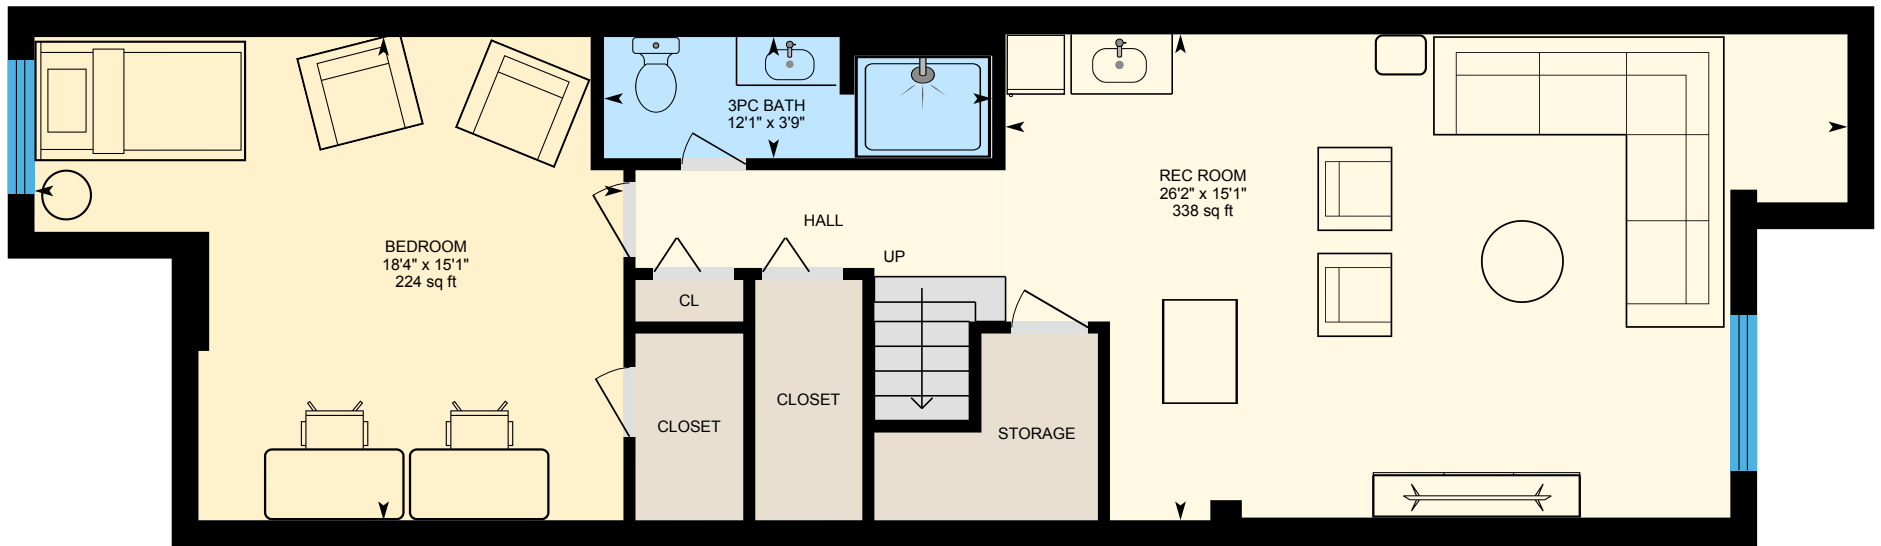 3PC BATH
12'1" x 3'9"
REC ROOM
26'2" x 15'1"
338 sq ft
HALL
BEDROOM
18'4" x 15'1"
224 sq ft
UP
CL
CLOSET
CLOSET
STORAGE